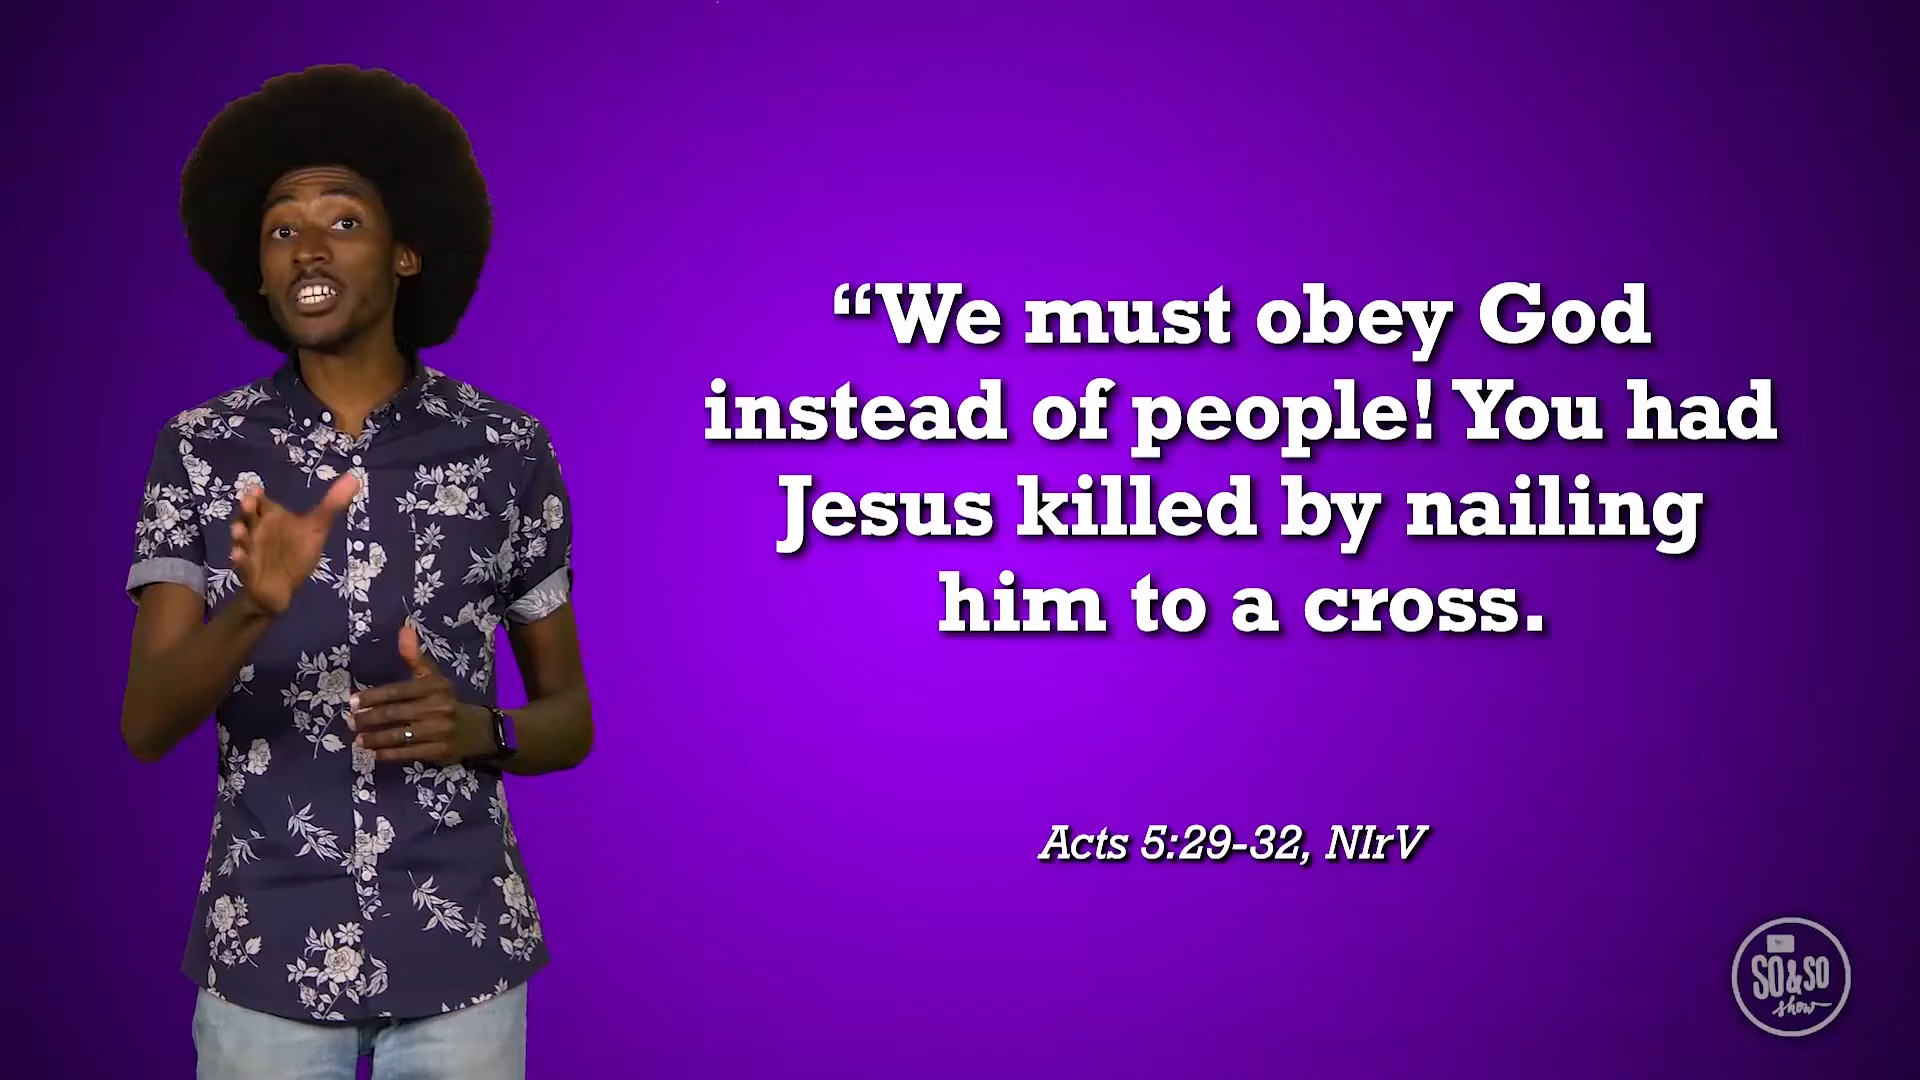 “We must obey God
instead of people! You had
Jesus killed by nailing
him to a cross.
Acts 5:29-32, NIrV
SO & SO
show